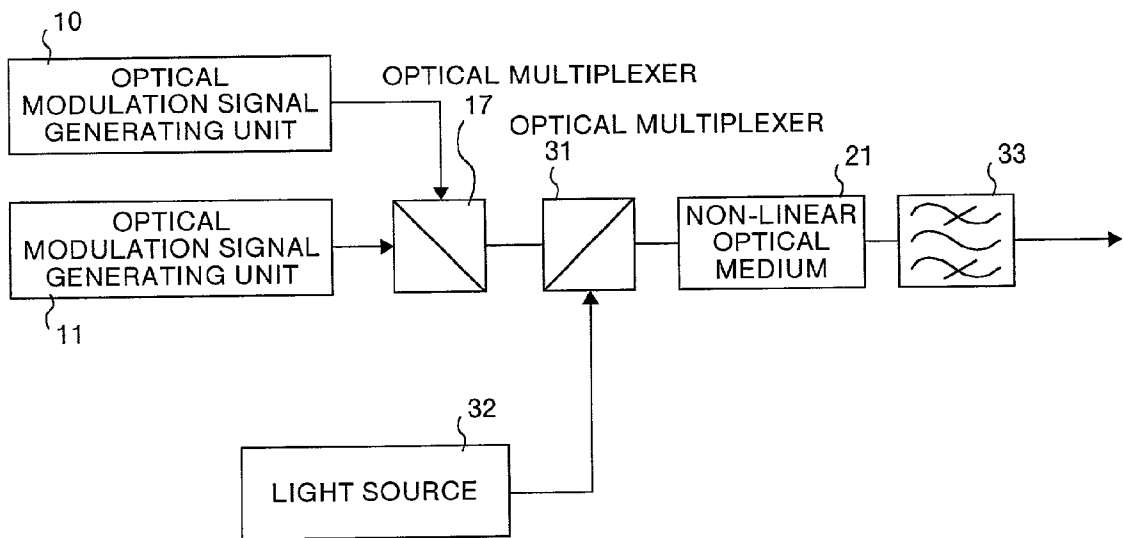 10
OPTICAL
MODULATION SIGNAL
GENERATING UNIT
OPTICAL MULTIPLEXER
17
OPTICAL MULTIPLEXER
31
21
33
OPTICAL
MODULATION SIGNAL
GENERATING UNIT
11
NON-LINEAR
OPTICAL
MEDIUM
32
LIGHT SOURCE